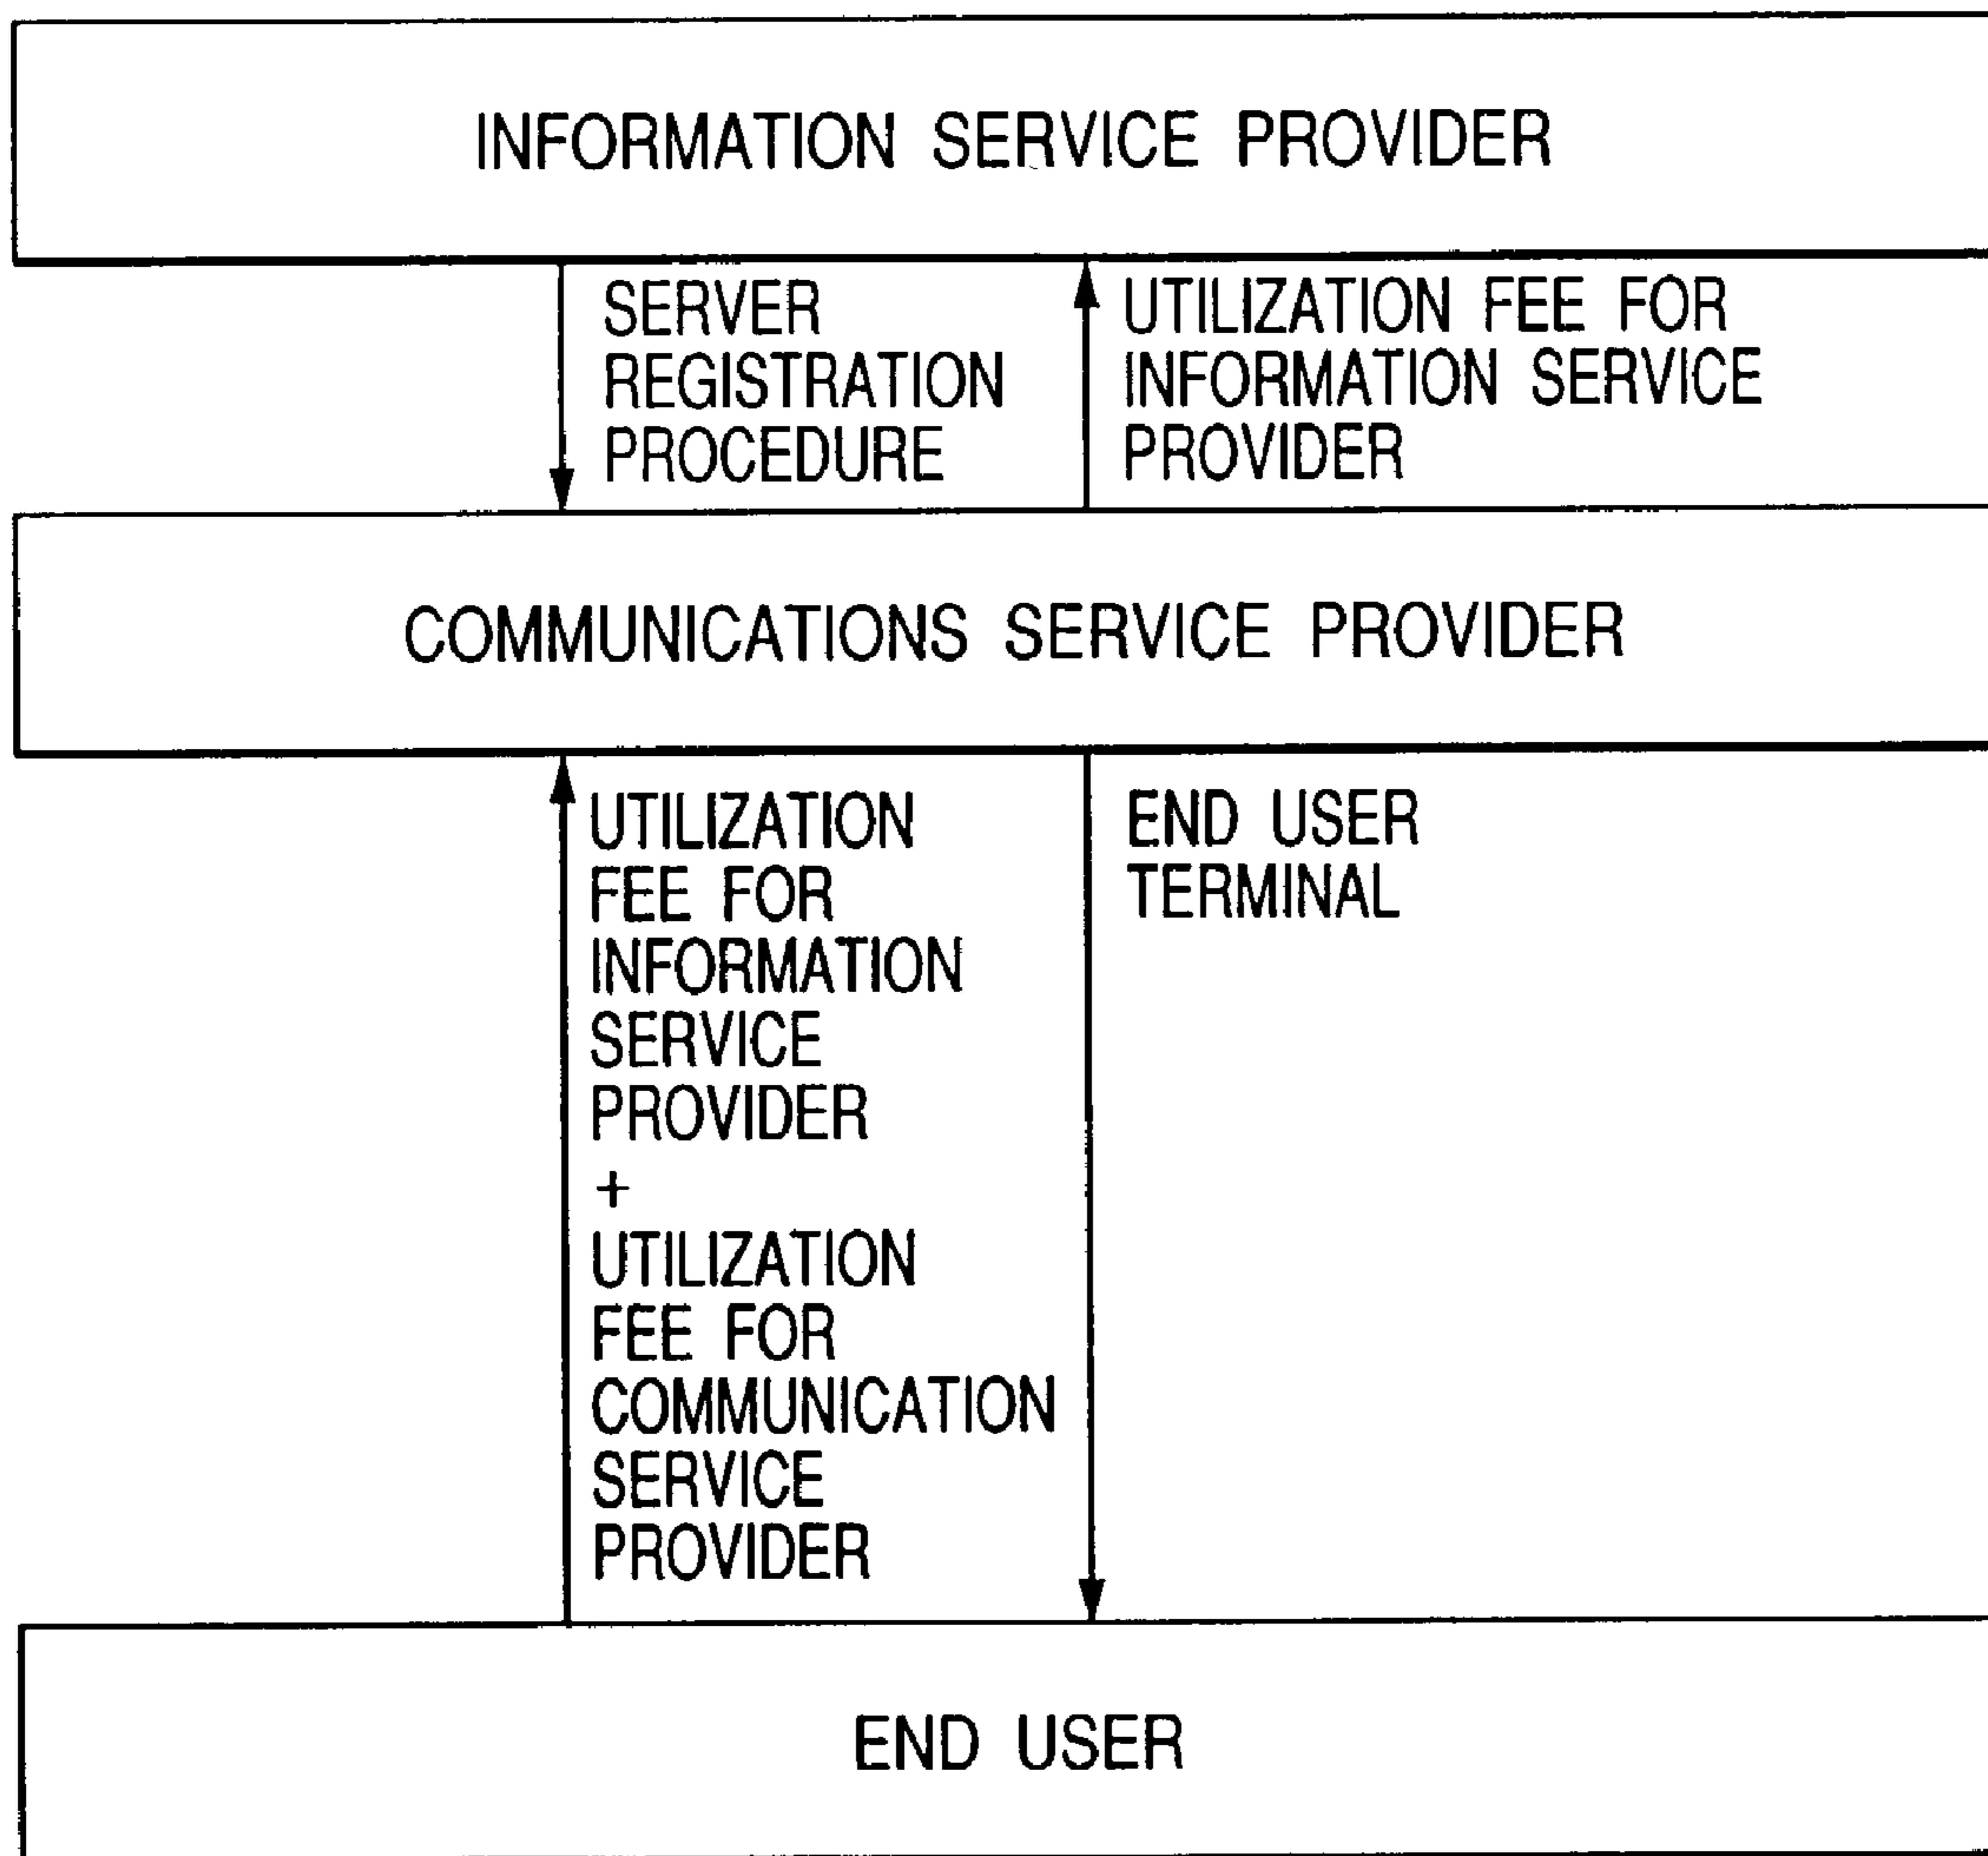 INFORMATION SERVICE PROVIDER
SERVER
REGISTRATION
PROCEDURE
UTILIZATION FEE FOR
INFORMATION SERVICE
PROVIDER
COMMUNICATIONS SERVICE PROVIDER
UTILIZATION
FEE FOR
INFORMATION
SERVICE
PROVIDER
+
UTILIZATION
FEE FOR
COMMUNICATION
SERVICE
PROVIDER
END USER
TERMINAL
END USER